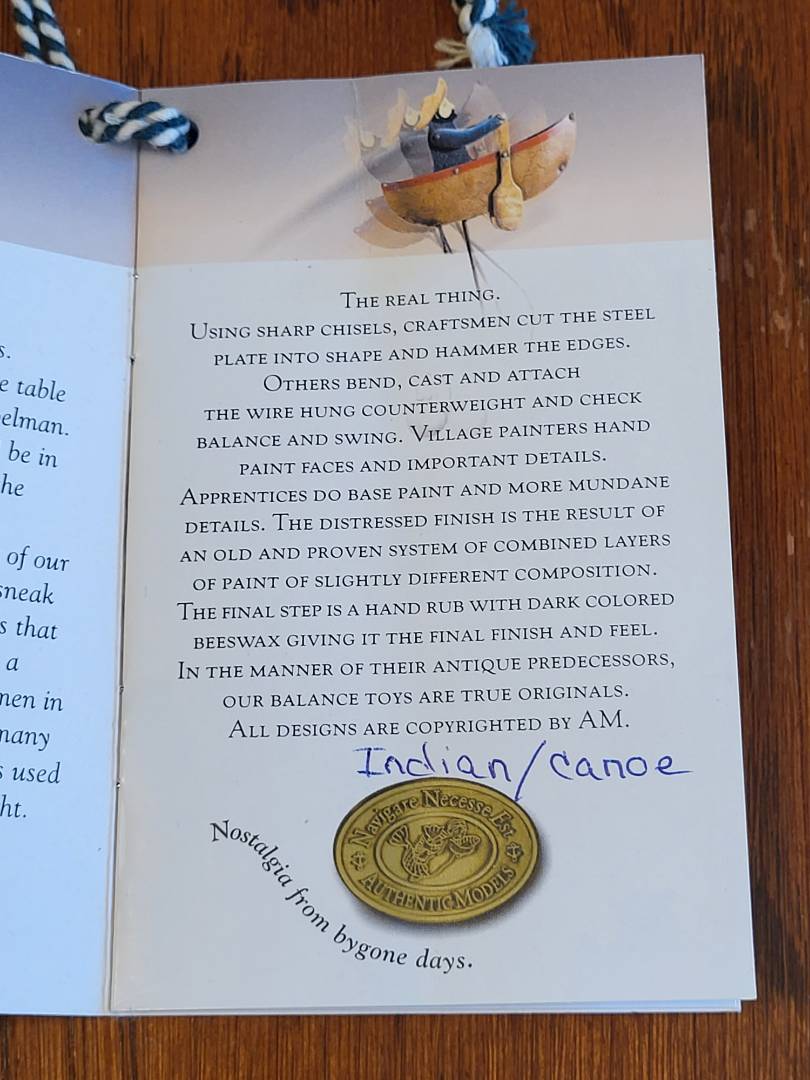 s.
e table
elman.
be in
he
of our
sneak
s that
a
men in
many
s used
ht.
THE REAL THING.
USING SHARP CHISELS, CRAFTSMEN CUT THE STEEL
PLATE INTO SHAPE AND HAMMER THE EDGES.
OTHERS BEND, CAST AND ATTACH
THE WIRE HUNG COUNTERWEIGHT AND CHECK
BALANCE AND SWING. VILLAGE PAINTERS HAND
PAINT FACES AND IMPORTANT DETAILS.
APPRENTICES DO BASE PAINT AND MORE MUNDANE
DETAILS. THE DISTRESSED FINISH IS THE RESULT OF
AN OLD AND PROVEN SYSTEM OF COMBINED LAYERS
OF PAINT OF SLIGHTLY DIFFERENT COMPOSITION.
THE FINAL STEP IS A HAND RUB WITH DARK COLORED
BEESWAX GIVING IT THE FINAL FINISH AND FEEL.
IN THE MANNER OF THEIR ANTIQUE PREDECESSORS,
OUR BALANCE TOYS ARE TRUE ORIGINALS.
ALL DESIGNS ARE COPYRIGHTED BY AM.
Indian/canoe
Navigare Necesse Est
AUTHENTIC MODELS
Nostalgia from bygone days.